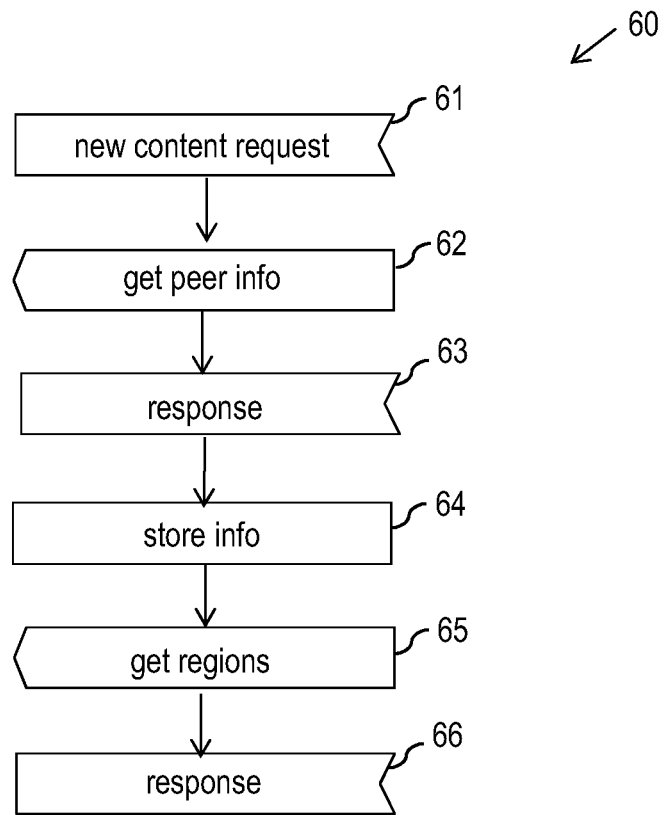 60
61
new content request
62
get peer info
63
response
64
store info
65
get regions
66
response